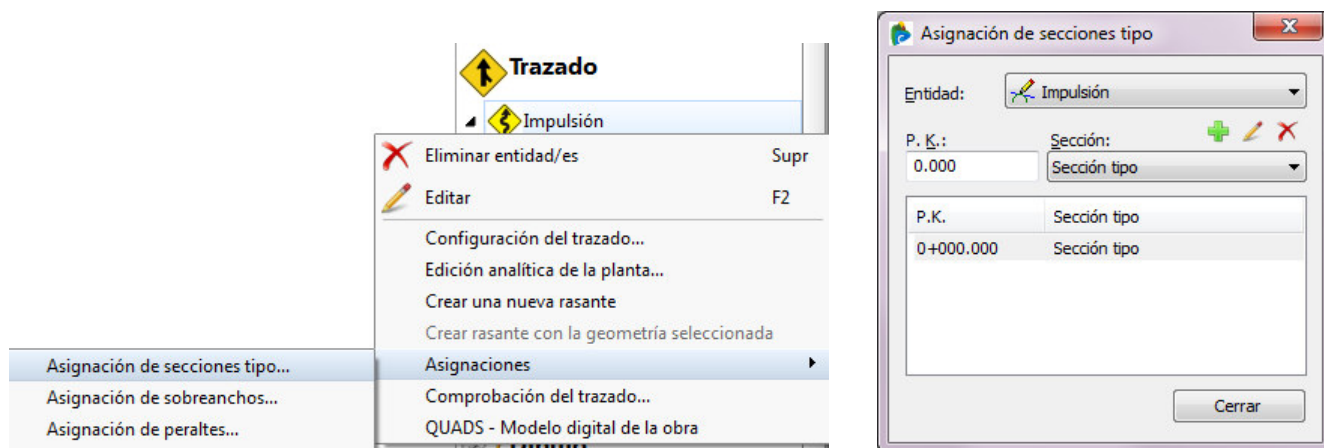 Trazado
Impulsión
Eliminar entidad/es Supr
Editar F2
Configuración del trazado...
Edición analítica de la planta...
Crear una nueva rasante
Crear rasante con la geometría seleccionada
Asignaciones
Comprobación del trazado...
QUADS - Modelo digital de la obra
Asignación de secciones tipo...
Asignación de sobreanchos...
Asignación de peraltes...
Asignación de secciones tipo
Entidad: Impulsión
P. K.: Sección:
0.000 Sección tipo
P.K. Sección tipo
0+000.000 Sección tipo
Cerrar